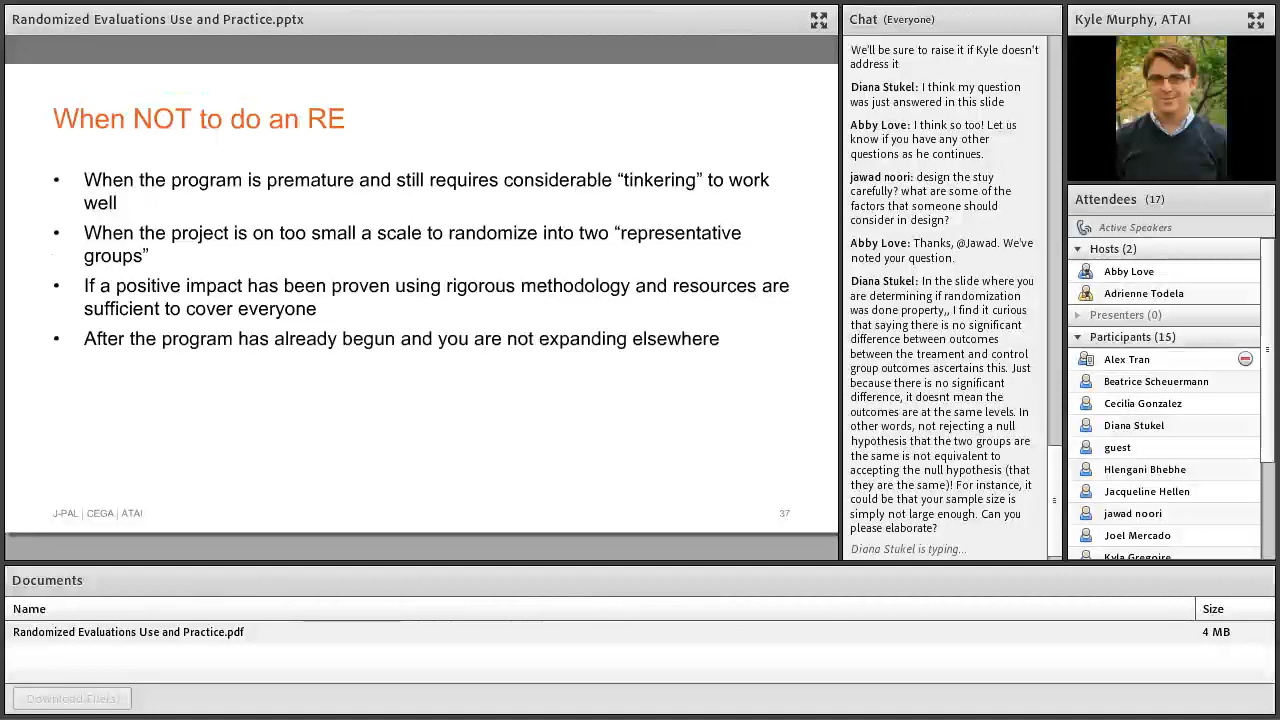 Randomized Evaluations Use and Practice.pptx
When NOT to do an RE
• When the program is premature and still requires considerable “tinkering” to work
well
• When the project is on too small a scale to randomize into two “representative
groups”
• If a positive impact has been proven using rigorous methodology and resources are
sufficient to cover everyone
• After the program has already begun and you are not expanding elsewhere
J-PAL | CEGA | ATAI
37
Chat (Everyone)
We'll be sure to raise it if Kyle doesn't
address it
Diana Stukel: I think my question
was just answered in this slide
Abby Love: I think so too! Let us
know if you have any other
questions as he continues.
jawad noori: design the stuy
carefully? what are some of the
factors that someone should
consider in design?
Abby Love: Thanks, @Jawad. We've
noted your question.
Diana Stukel: In the slide where you
are determining if randomization
was done property,, I find it curious
that saying there is no significant
difference between outcomes
between the treament and control
group outcomes ascertains this. Just
because there is no significant
difference, it doesnt mean the
outcomes are at the same levels. In
other words, not rejecting a null
hypothesis that the two groups are
the same is not equivalent to
accepting the null hypothesis (that
they are the same)! For instance, it
could be that your sample size is
simply not large enough. Can you
please elaborate?
Diana Stukel is typing...
Kyle Murphy, ATAI
Attendees (17)
Active Speakers
Hosts (2)
Abby Love
Adrienne Todela
Presenters (0)
Participants (15)
Alex Tran
Beatrice Scheuermann
Cecilia Gonzalez
Diana Stukel
guest
Hlengani Bhebhe
Jacqueline Hellen
jawad noori
Joel Mercado
Kyla Gregoire
Documents
Name
Size
Randomized Evaluations Use and Practice.pdf
4 MB
Download File(s)